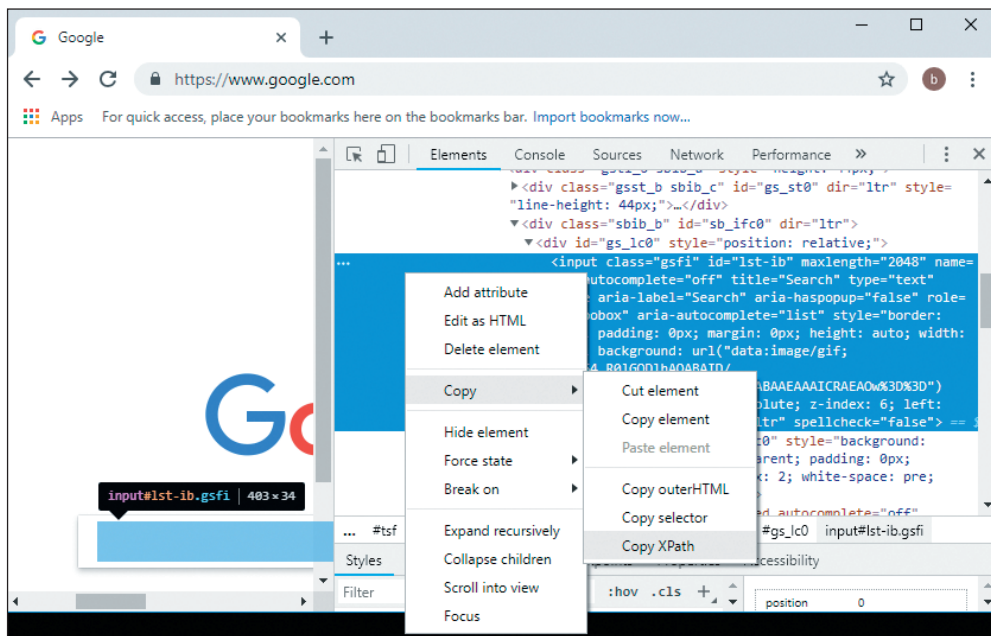 Google
https://www.google.com
b
Apps For quick access, place your bookmarks here on the bookmarks bar. Import bookmarks now...
Elements Console Sources Network Performance »
<div class="gsst_b sbib_c" id="gs_st0" dir="ltr" style=
"line-height: 44px;">…</div>
<div class="sbib_b" id="sb_ifc0" dir="ltr">
<div id="gs_lc0" style="position: relative;">
... <input class="gsfi" id="lst-ib" maxlength="2048" name=
autocomplete="off" title="Search" type="text"
aria-label="Search" aria-haspopup="false" role=
aria-autocomplete="list" style="border:
padding: 0px; margin: 0px; height: auto; width:
background: url("data:image/gif;
z-index: 6; left:
spellcheck="false"> ==
style="background:
padding: 0px;
2; white-space: pre;
autocomplete="off"
Go
input#lst-ib.gsfi 403 × 34
Add attribute
Edit as HTML
Delete element
Copy
Hide element
Force state
Break on
Expand recursively
Collapse children
Scroll into view
Focus
Cut element
Copy element
Paste element
Copy outerHTML
Copy selector
Copy XPath
... #tsf #gs_lc0 input#lst-ib.gsfi
Styles Properties Accessibility
Filter :hov .cls +
position 0